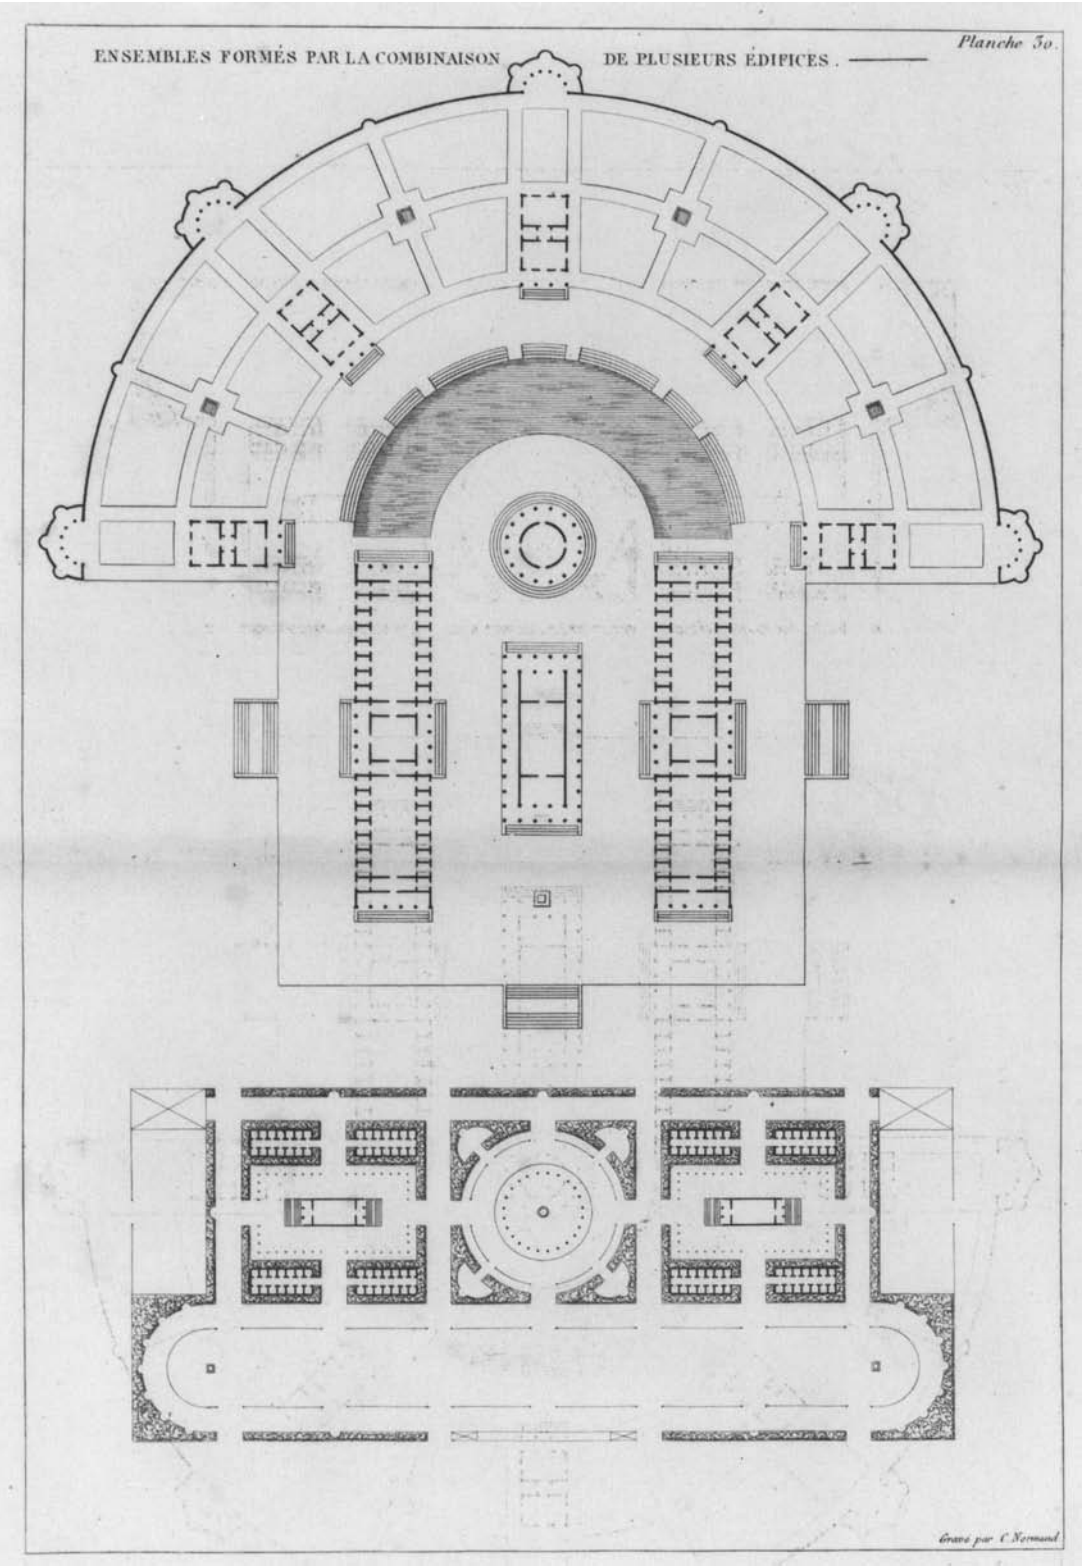 Planche 30.
ENSEMBLES FORMÉS PAR LA COMBINAISON DE PLUSIEURS ÉDIFICES.
Gravé par C. Normand